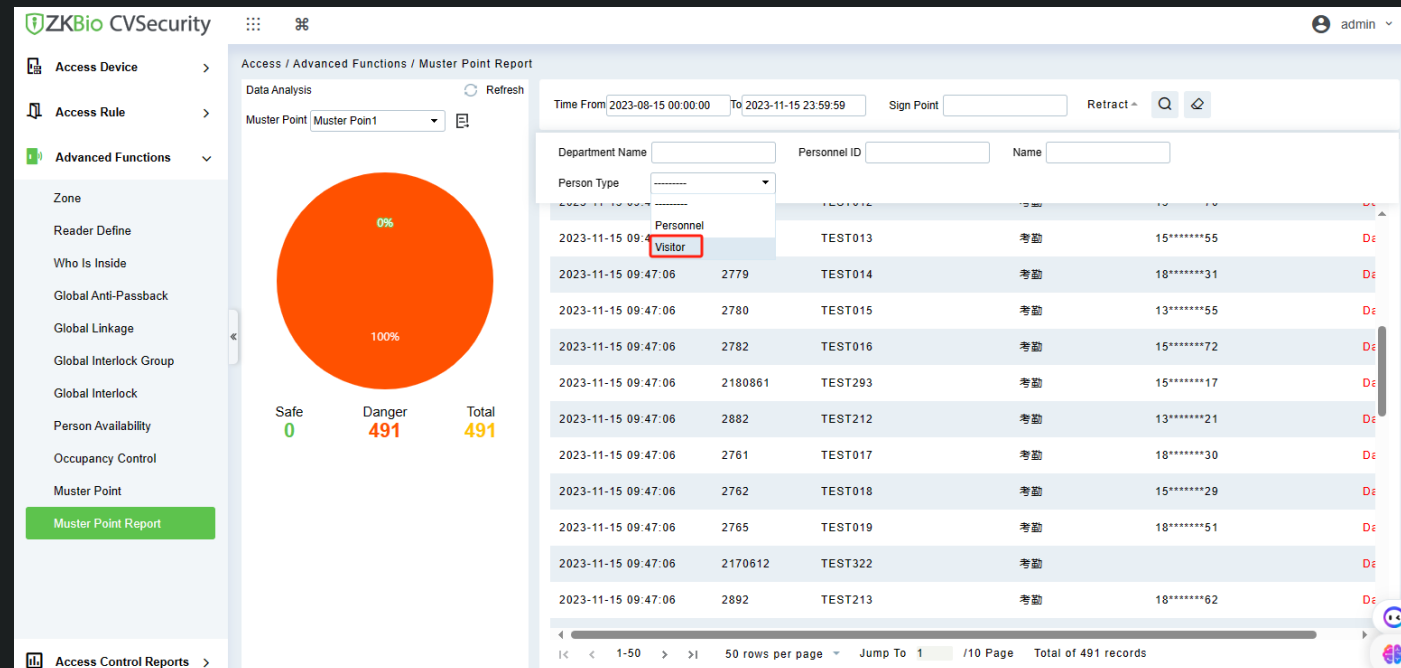 ZKBio CVSecurity
admin
Access Device
Access Rule
Advanced Functions
Zone
Reader Define
Who Is Inside
Global Anti-Passback
Global Linkage
Global Interlock Group
Global Interlock
Person Availability
Occupancy Control
Muster Point
Muster Point Report
Access Control Reports
Access / Advanced Functions / Muster Point Report
Data Analysis Refresh
Muster Point Muster Poin1
0%
100%
Safe Danger Total
0 491 491
Time From 2023-08-15 00:00:00 To 2023-11-15 23:59:59 Sign Point Retract
Department Name Personnel ID Name
Person Type ---------
---------
Personnel
Visitor
2023-11-15 09:4 TEST013 考勤 15*******55
2023-11-15 09:47:06 2779 TEST014 考勤 18*******31
2023-11-15 09:47:06 2780 TEST015 考勤 13*******55
2023-11-15 09:47:06 2782 TEST016 考勤 15*******72
2023-11-15 09:47:06 2180861 TEST293 考勤 15*******17
2023-11-15 09:47:06 2882 TEST212 考勤 13*******21
2023-11-15 09:47:06 2761 TEST017 考勤 18*******30
2023-11-15 09:47:06 2762 TEST018 考勤 15*******29
2023-11-15 09:47:06 2765 TEST019 考勤 18*******51
2023-11-15 09:47:06 2170612 TEST322 考勤
2023-11-15 09:47:06 2892 TEST213 考勤 18*******62
1-50 50 rows per page Jump To 1 /10 Page Total of 491 records